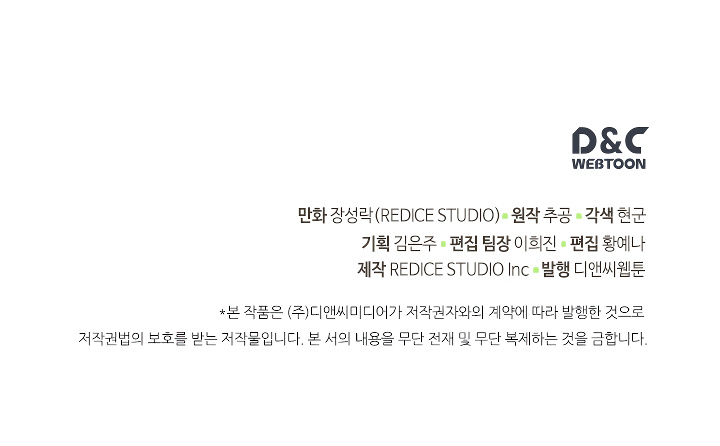 D&C
WEBTOON
만화 장성락(REDICE STUDIO) 원작 추공 각색 현군
기획 김은주 편집 팀장 이희진 편집 황예나
제작 REDICE STUDIO Inc 발행 디앤씨웹툰
*본 작품은 (주)디앤씨미디어가 저작권자와의 계약에 따라 발행한 것으로
저작권법의 보호를 받는 저작물입니다. 본 서의 내용을 무단 전재 및 무단 복제하는 것을 금합니다.